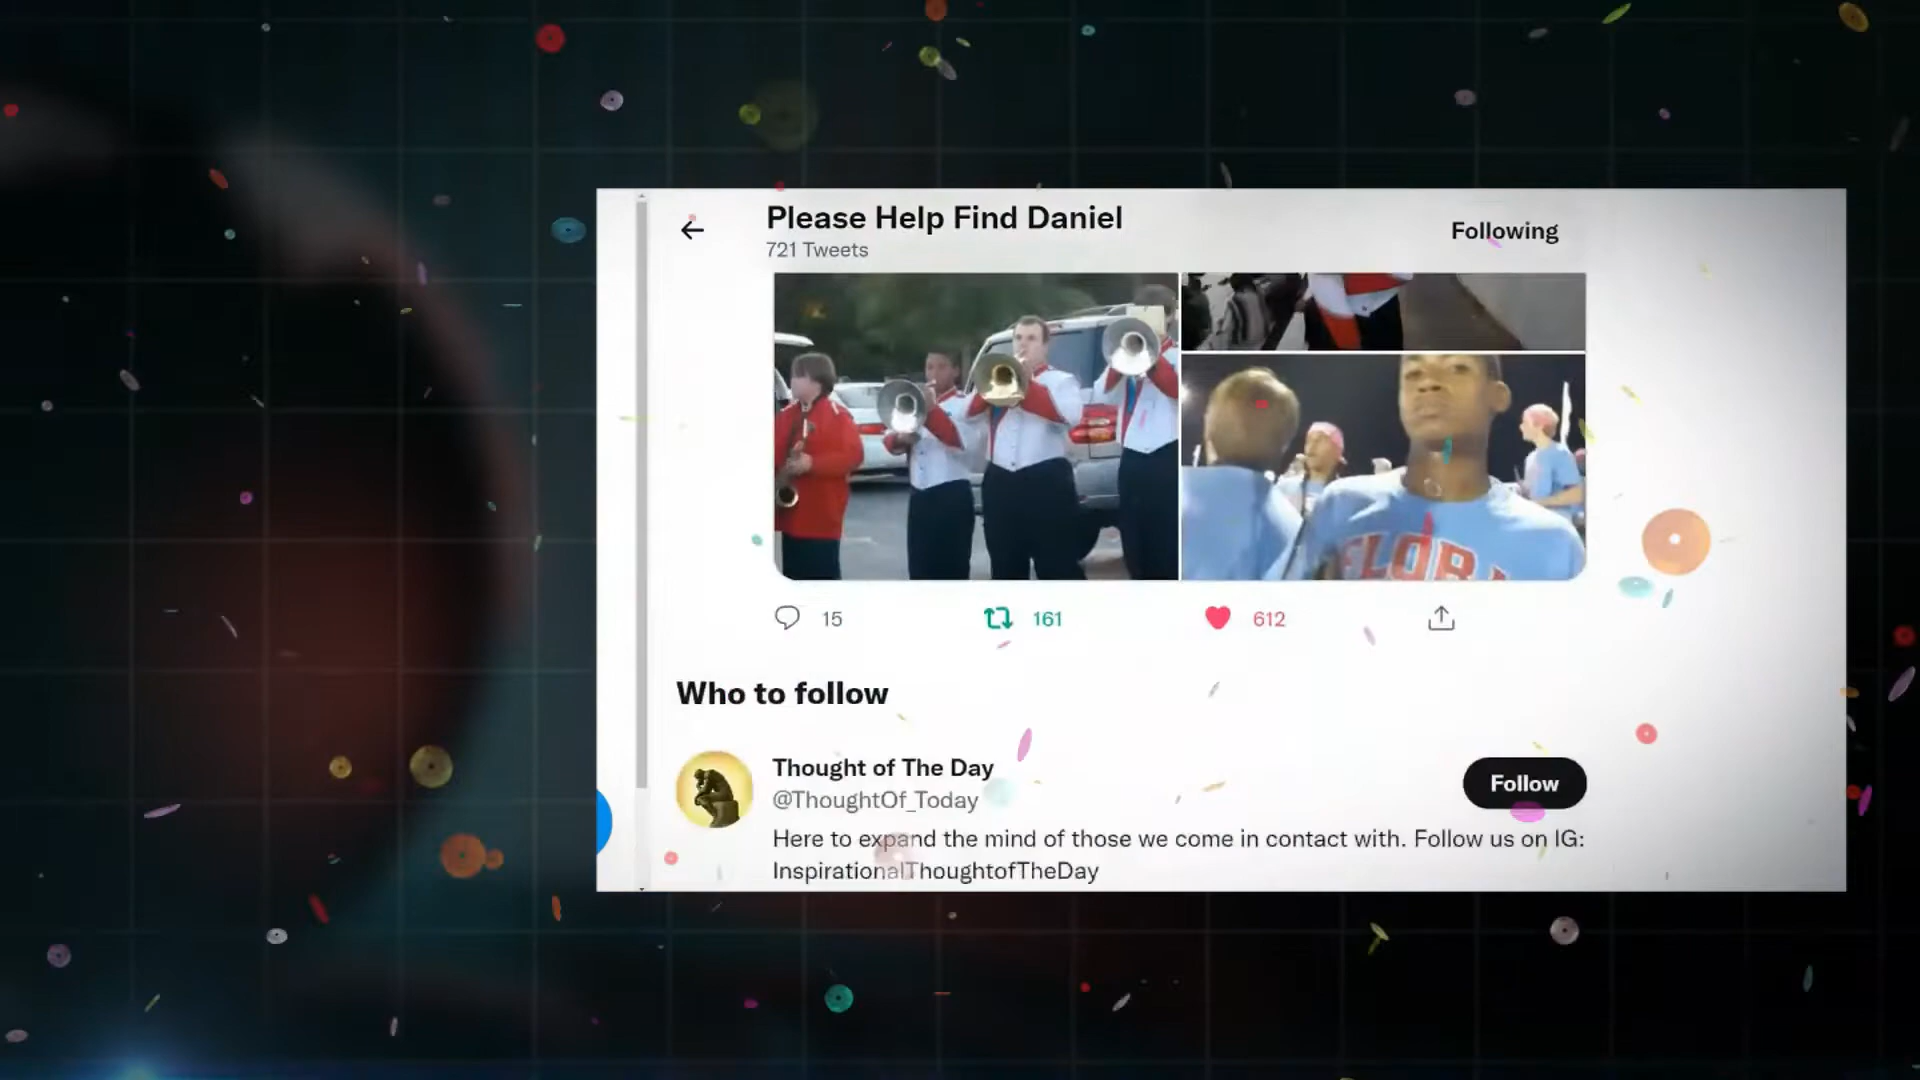 Please Help Find Daniel
721 Tweets
Following
15
161
612
Who to follow
Thought of The Day
@ThoughtOf_Today
Follow
Here to expand the mind of those we come in contact with. Follow us on IG:
InspirationalThoughtofTheDay